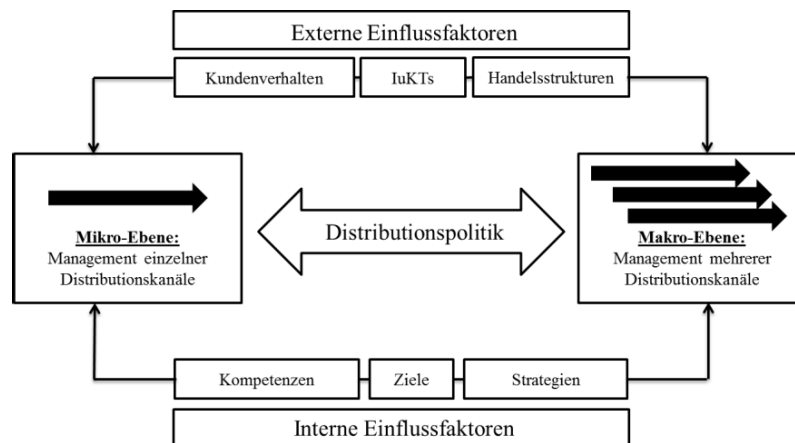 Externe Einflussfaktoren
Kundenverhalten
IuKTs
Handelsstrukturen
Mikro-Ebene:
Management einzelner
Distributionskanäle
Distributionspolitik
Makro-Ebene:
Management mehrerer
Distributionskanäle
Kompetenzen
Ziele
Strategien
Interne Einflussfaktoren